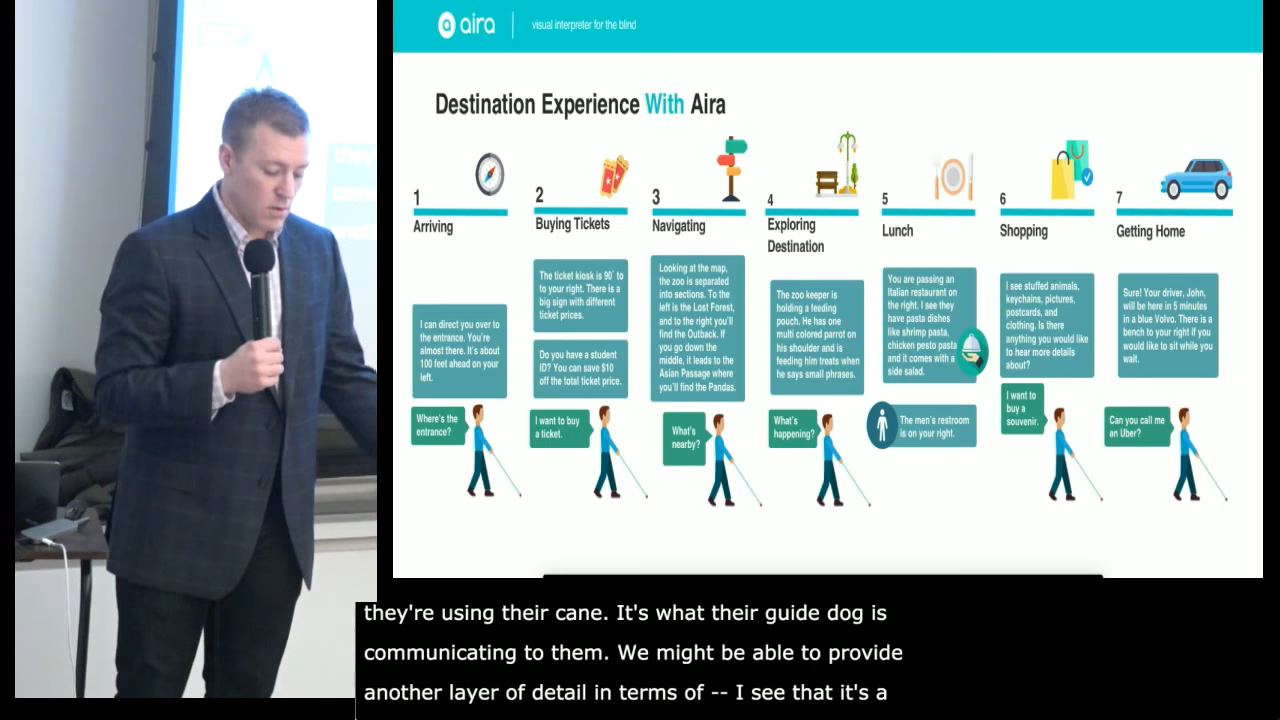 aira
visual interpreter for the blind
Destination Experience With Aira
1
Arriving
I can direct you over to
the entrance. You're
almost there. It's about
100 feet ahead on your
left.
Where's the
entrance?
2
Buying Tickets
The ticket kiosk is 90° to
to your right. There is a
big sign with different
ticket prices.
Do you have a student
ID? You can save $10
off the total ticket price.
I want to buy
a ticket.
3
Navigating
Looking at the map,
the zoo is separated
into sections. To the
left is the Lost Forest,
and to the right you'll
find the Outback. If
you go down the
middle, it leads to the
Asian Passage where
you'll find the Pandas.
What's
nearby?
4
Exploring
Destination
The zoo keeper is
holding a feeding
pouch. He has one
multi colored parrot on
his shoulder and is
feeding him treats when
he says small phrases.
What's
happening?
5
Lunch
You are passing an
Italian restaurant on
the right. I see they
have pasta dishes
like shrimp pasta,
chicken pesto pasta
and it comes with a
side salad.
The men's restroom
is on your right.
6
Shopping
I see stuffed animals,
keychains, pictures,
postcards, and
clothing. Is there
anything you would like
to hear more details
about?
I want to
buy a
souvenir.
7
Getting Home
Sure! Your driver, John,
will be here in 5 minutes
in a blue Volvo. There is a
bench to your right if you
would like to sit while you
wait.
Can you call me
an Uber?
they're using their cane. It's what their guide dog is
communicating to them. We might be able to provide
another layer of detail in terms of -- I see that it's a